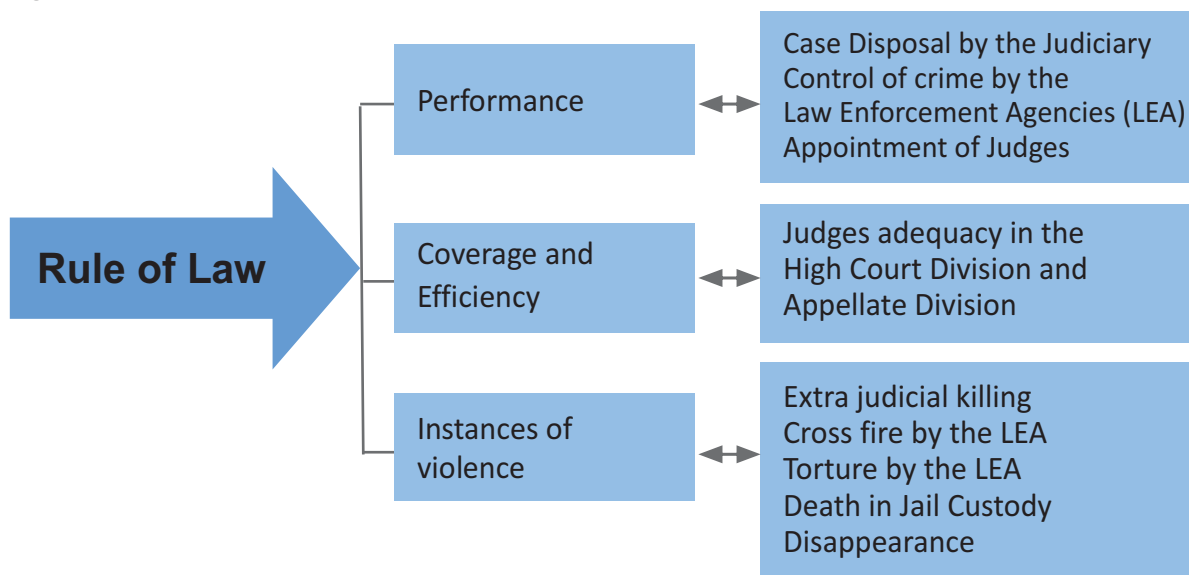 Rule of Law
Performance
Case Disposal by the Judiciary
Control of crime by the
Law Enforcement Agencies (LEA)
Appointment of Judges
Coverage and
Efficiency
Judges adequacy in the
High Court Division and
Appellate Division
Instances of
violence
Extra judicial killing
Cross fire by the LEA
Torture by the LEA
Death in Jail Custody
Disappearance